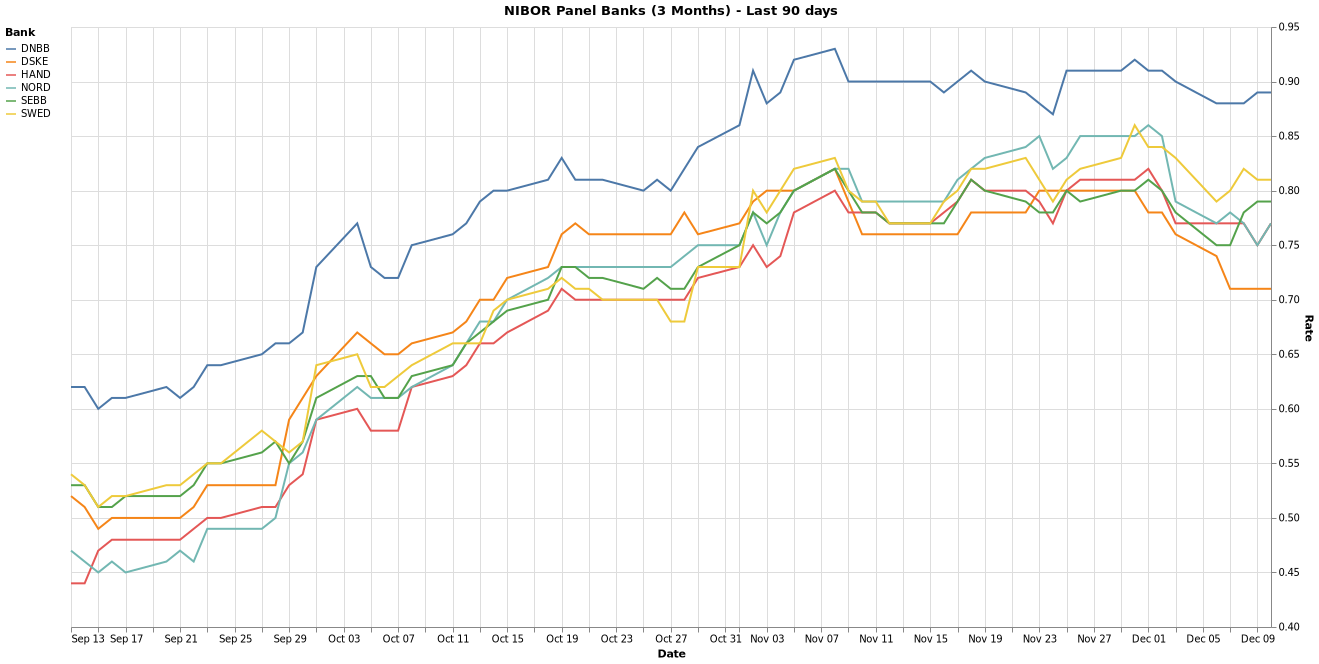 NIBOR Panel Banks (3 Months) - Last 90 days
Bank
DNBB
DSKE
HAND
NORD
SEBB
SWED
0.95
0.90
0.85
0.80
0.75
0.70
0.65
0.60
0.55
0.50
0.45
0.40
Rate
Sep 13 Sep 17 Sep 21 Sep 25 Sep 29 Oct 03 Oct 07 Oct 11 Oct 15 Oct 19 Oct 23 Oct 27 Oct 31 Nov 03 Nov 07 Nov 11 Nov 15 Nov 19 Nov 23 Nov 27 Dec 01 Dec 05 Dec 09
Date